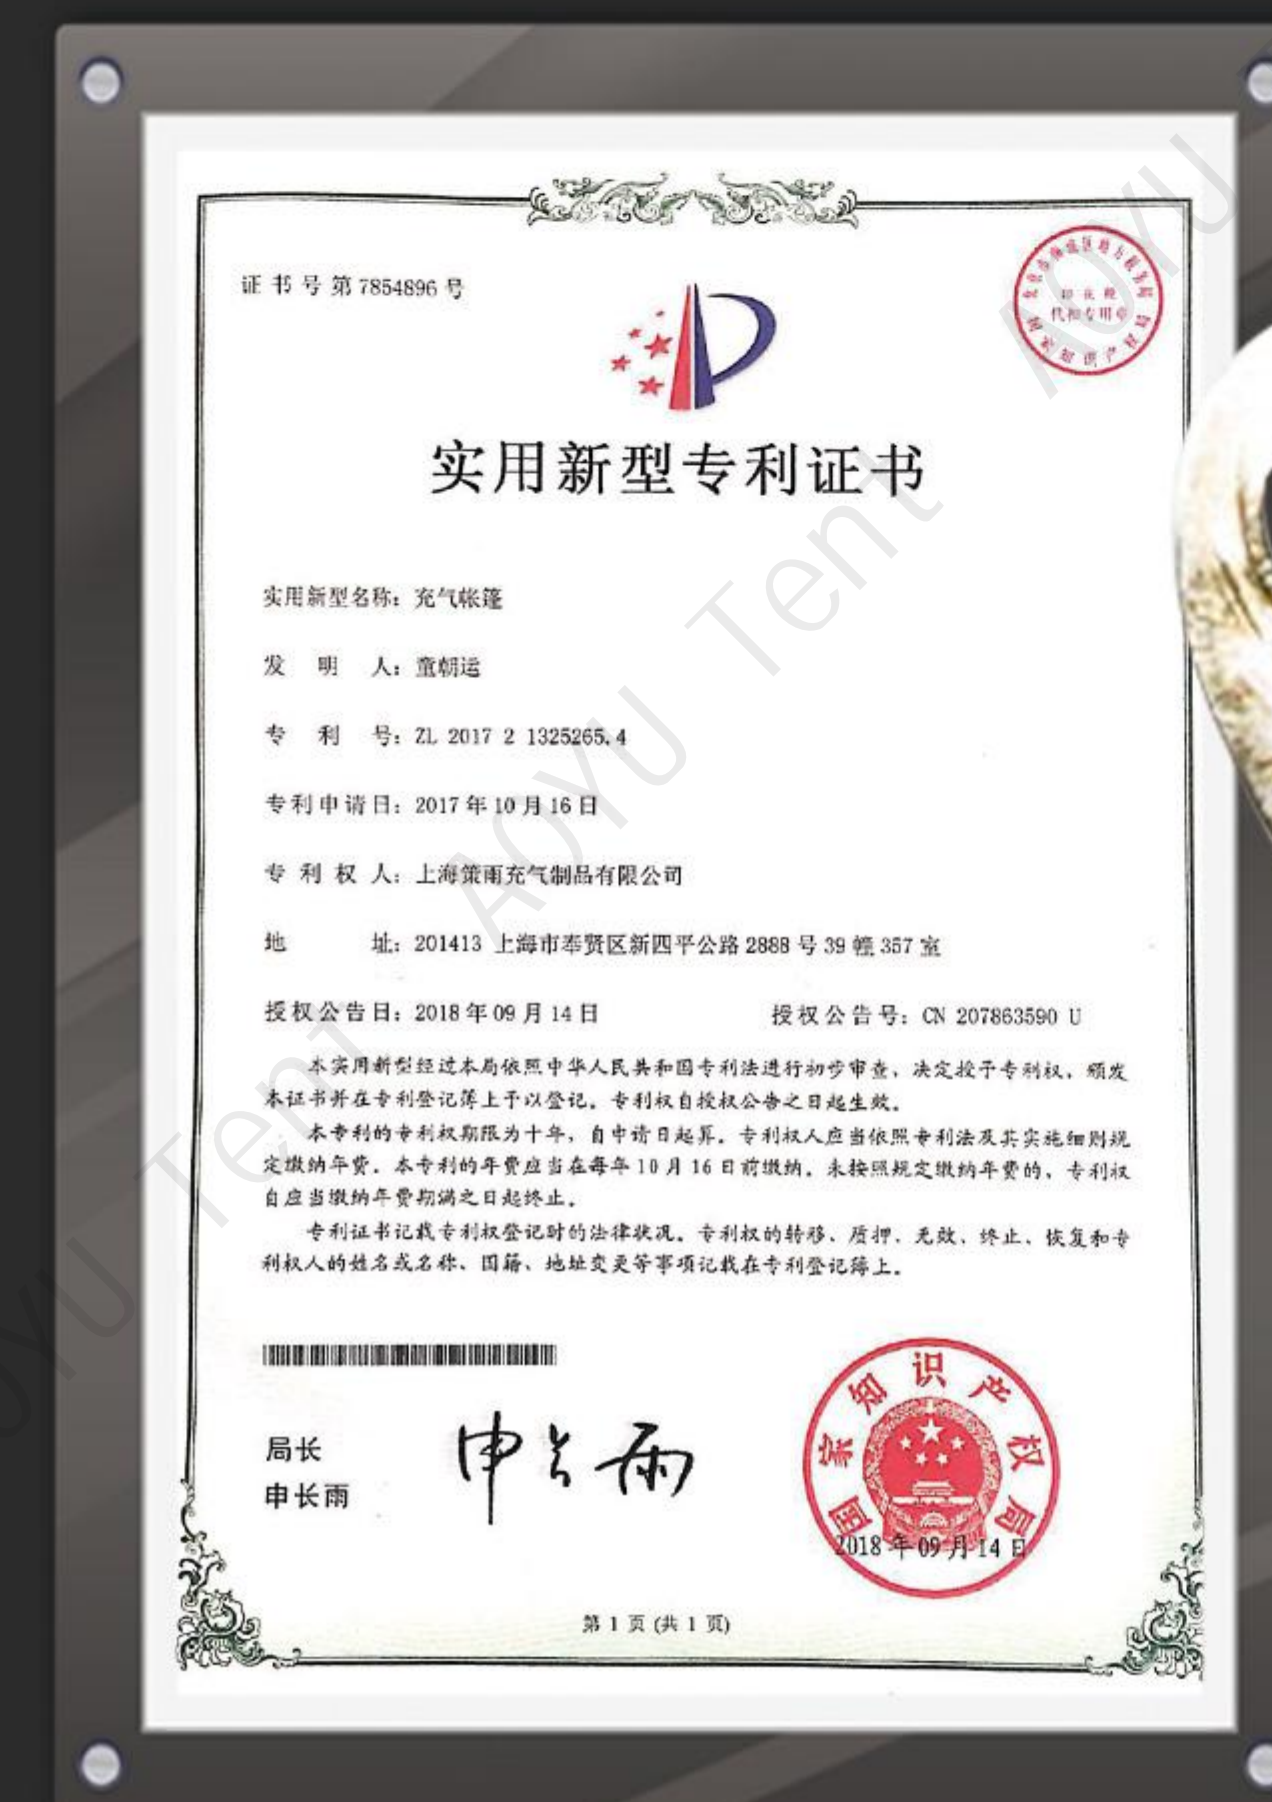 证书号第7854896号
国家知识产权局
印花税
代扣专用章
实用新型专利证书
实用新型名称：充气帐篷
发明人：童朝运
专利号：ZL 2017 2 1325265.4
专利申请日：2017年10月16日
专利权人：上海策雨充气制品有限公司
地址：201413 上海市奉贤区新四平公路2888号39幢357室
授权公告日：2018年09月14日 授权公告号：CN 207863590 U
本实用新型经过本局依照中华人民共和国专利法进行初步审查，决定授予专利权，颁发
本证书并在专利登记簿上予以登记。专利权自授权公告之日起生效。
本专利的专利权期限为十年，自申请日起算。专利权人应当依照专利法及其实施细则规
定缴纳年费。本专利的年费应当在每年10月16日前缴纳。未按照规定缴纳年费的，专利权
自应当缴纳年费期满之日起终止。
专利证书记载专利权登记时的法律状况。专利权的转移、质押、无效、终止、恢复和专
利权人的姓名或名称、国籍、地址变更等事项记载在专利登记簿上。
局长
申长雨
申长雨
国家知识产权局
2018年09月14日
第1页(共1页)
AOYU Tent
AOYU Tent
AOYU